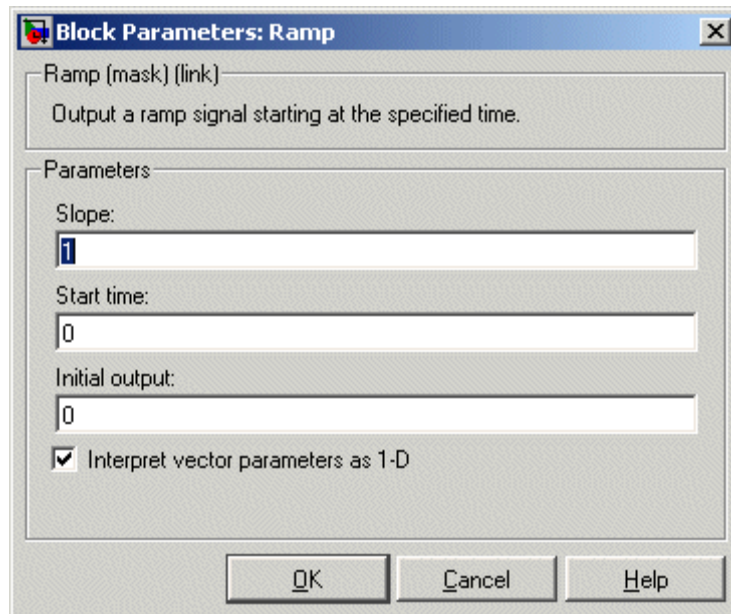 Block Parameters: Ramp
Ramp (mask) (link)
Output a ramp signal starting at the specified time.
Parameters
Slope:
1
Start time:
0
Initial output:
0
Interpret vector parameters as 1-D
OK Cancel Help